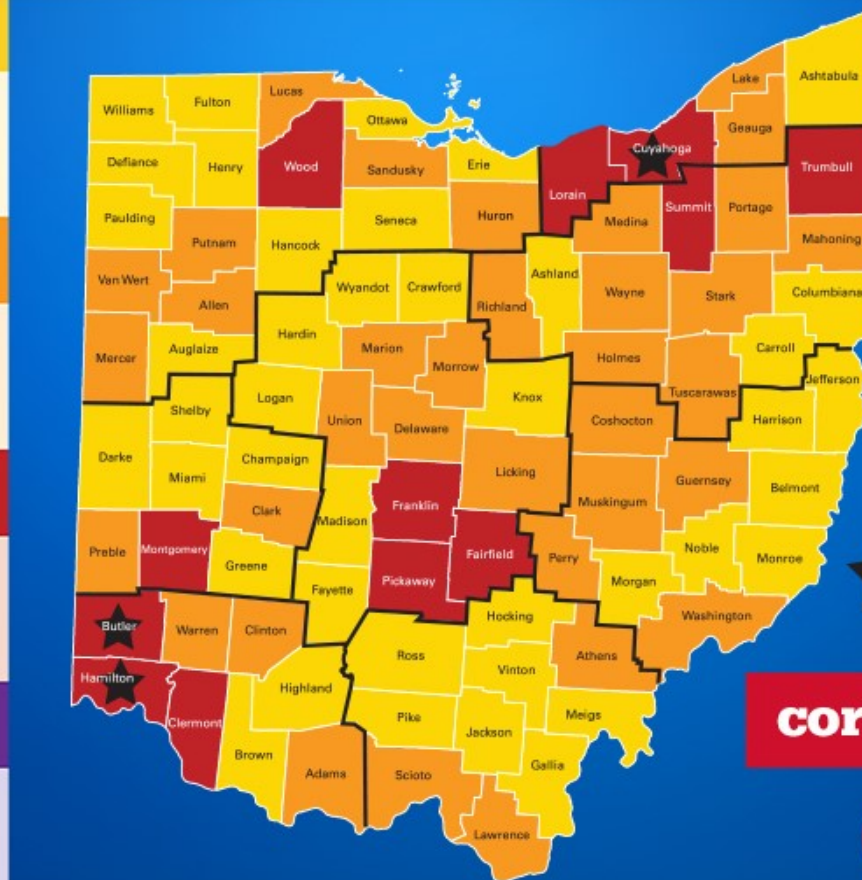 Lake
Ashtabula
Lucas
Williams
Fulton
Ottawa
Geauga
Cuyahoga
Defiance
Henry
Wood
Sandusky
Erie
Trumbull
Lorain
Paulding
Seneca
Huron
Medina
Summit
Portage
Putnam
Hancock
Mahoning
Van Wert
Wyandot
Crawford
Ashland
Wayne
Stark
Columbiana
Allen
Richland
Hardin
Mercer
Auglaize
Marion
Morrow
Holmes
Carroll
Jefferson
Shelby
Logan
Knox
Tuscarawas
Union
Delaware
Coshocton
Harrison
Darke
Champaign
Miami
Licking
Guernsey
Belmont
Clark
Madison
Franklin
Muskingum
Preble
Montgomery
Fairfield
Perry
Noble
Monroe
Greene
Pickaway
Fayette
Morgan
Butler
Warren
Clinton
Hocking
Washington
Ross
Athens
Hamilton
Highland
Vinton
Clermont
Pike
Jackson
Meigs
cor
Brown
Adams
Scioto
Gallia
Lawrence